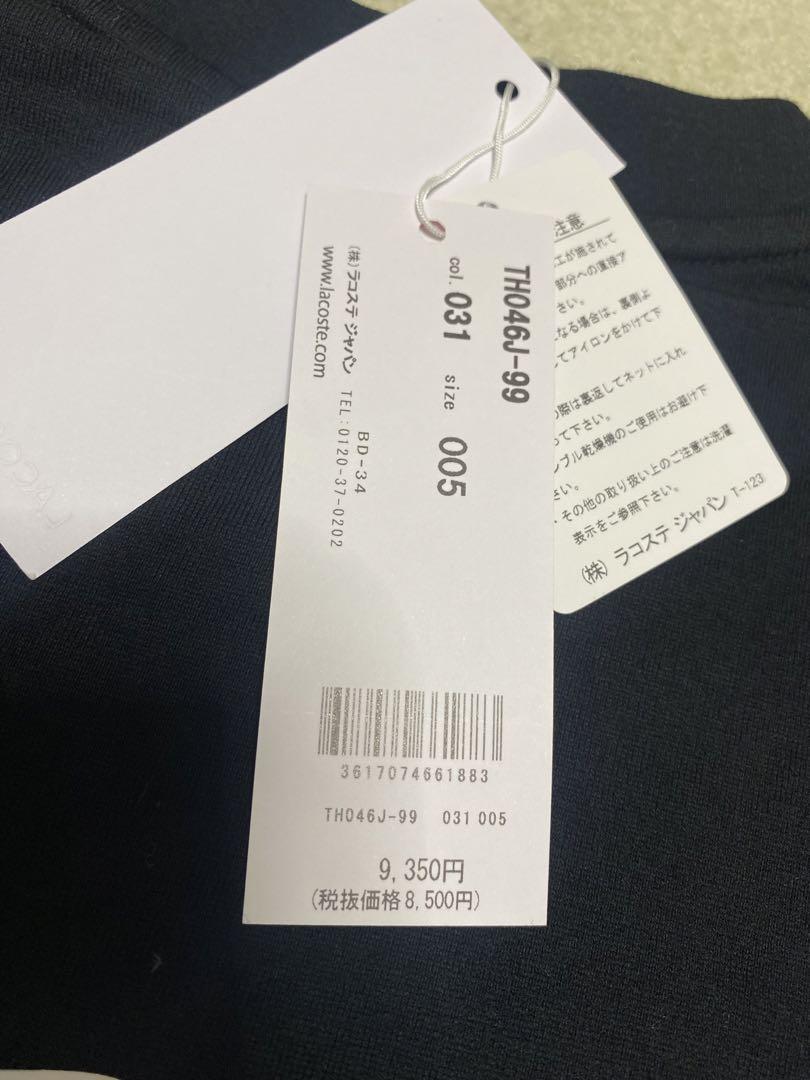 TH046J-99
col. 031 size 005
BD-34
(株)ラコステ ジャパン TEL:0120-37-0202
www.lacoste.com
3617074661883
TH046J-99 031 005
9,350円
(税抜価格8,500円)
注意
が施されて
部分への直接ア
さい。
なる場合は、裏側よ
てアイロンをかけて下
際は裏返してネットに入れ
て下さい。
ンブル乾燥機のご使用はお避け下
さい。
・その他の取り扱い上のご注意は洗濯
表示をご参照下さい。
(株) ラコステ ジャパン T-123